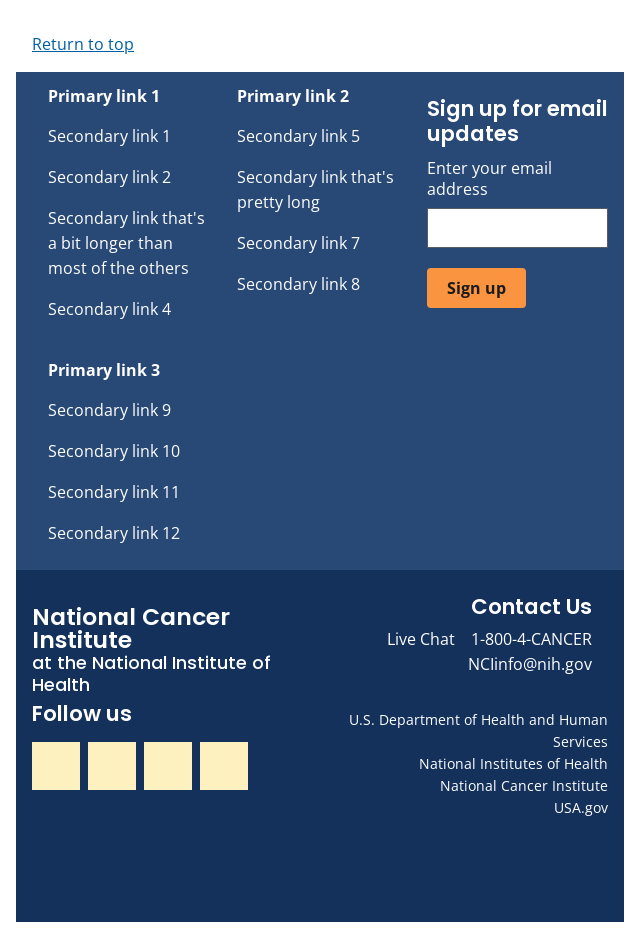 Return to top
Primary link 1
Secondary link 1
Secondary link 2
Secondary link that's
a bit longer than
most of the others
Secondary link 4
Primary link 2
Secondary link 5
Secondary link that's
pretty long
Secondary link 7
Secondary link 8
Primary link 3
Secondary link 9
Secondary link 10
Secondary link 11
Secondary link 12
Sign up for email
updates
Enter your email
address
Sign up
National Cancer
Institute
at the National Institute of
Health
Follow us
Contact Us
Live Chat 1-800-4-CANCER
NCIinfo@nih.gov
U.S. Department of Health and Human
Services
National Institutes of Health
National Cancer Institute
USA.gov